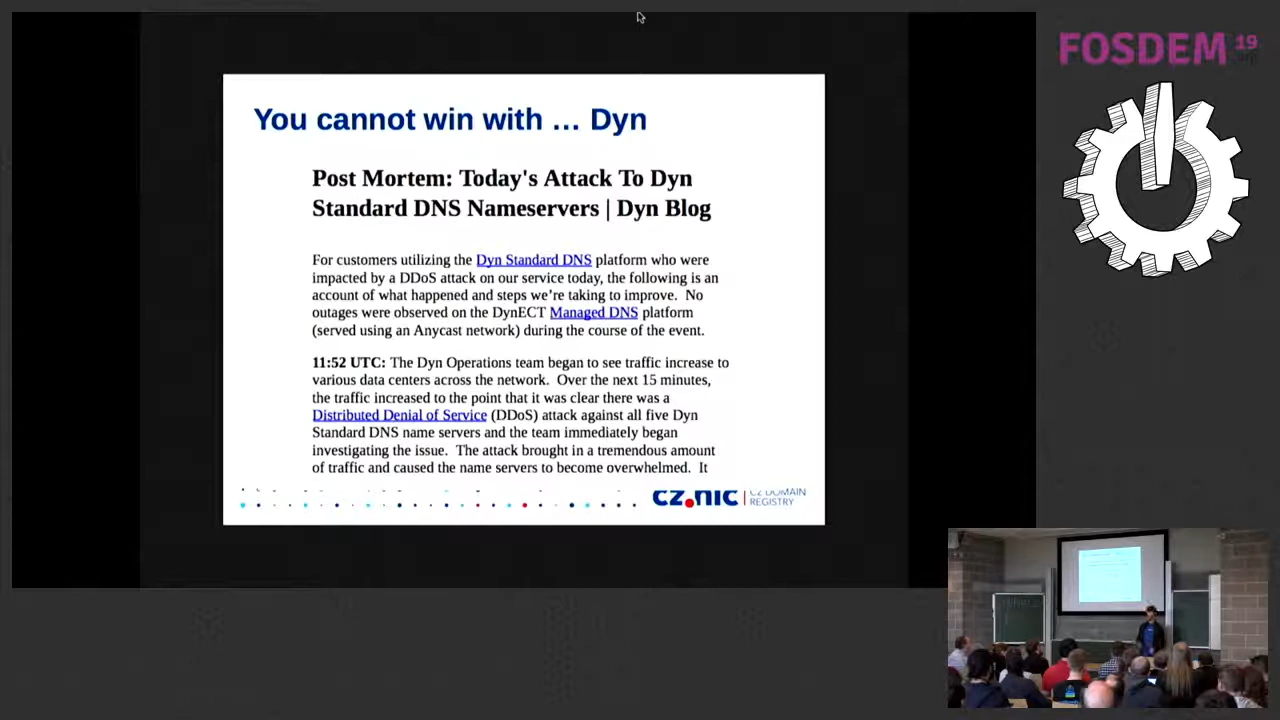 FOSDEM 19
.org
You cannot win with … Dyn
Post Mortem: Today's Attack To Dyn
Standard DNS Nameservers | Dyn Blog
For customers utilizing the Dyn Standard DNS platform who were
impacted by a DDoS attack on our service today, the following is an
account of what happened and steps we're taking to improve.  No
outages were observed on the DynECT Managed DNS platform
(served using an Anycast network) during the course of the event.
11:52 UTC: The Dyn Operations team began to see traffic increase to
various data centers across the network.  Over the next 15 minutes,
the traffic increased to the point that it was clear there was a
Distributed Denial of Service (DDoS) attack against all five Dyn
Standard DNS name servers and the team immediately began
investigating the issue.  The attack brought in a tremendous amount
of traffic and caused the name servers to become overwhelmed.  It
cz.nic | CZ DOMAIN
REGISTRY